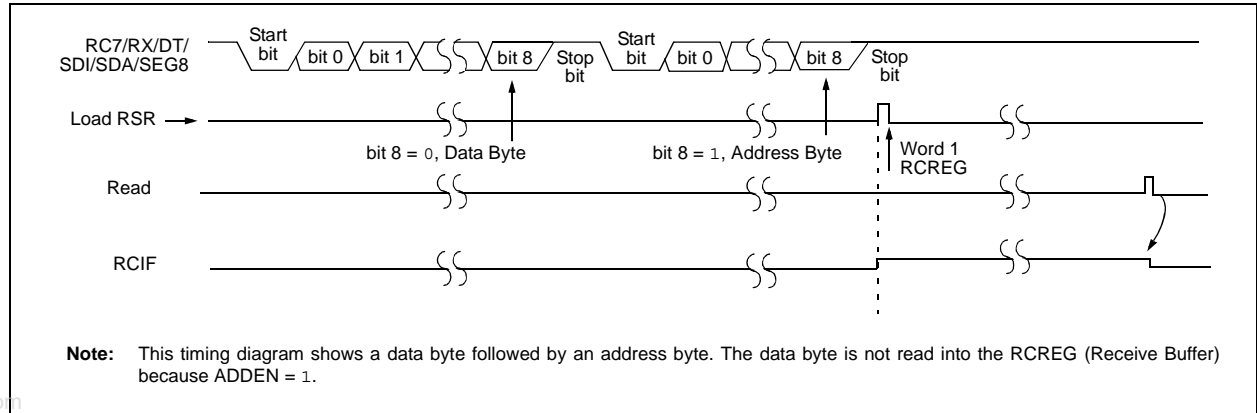 RC7/RX/DT/
SDI/SDA/SEG8
Start
bit
bit 0
bit 1
bit 8
Stop
bit
Start
bit
bit 0
bit 8
Stop
bit
Load RSR
bit 8 = 0, Data Byte
bit 8 = 1, Address Byte
Word 1
RCREG
Read
RCIF
Note: This timing diagram shows a data byte followed by an address byte. The data byte is not read into the RCREG (Receive Buffer)
because ADDEN = 1.
om